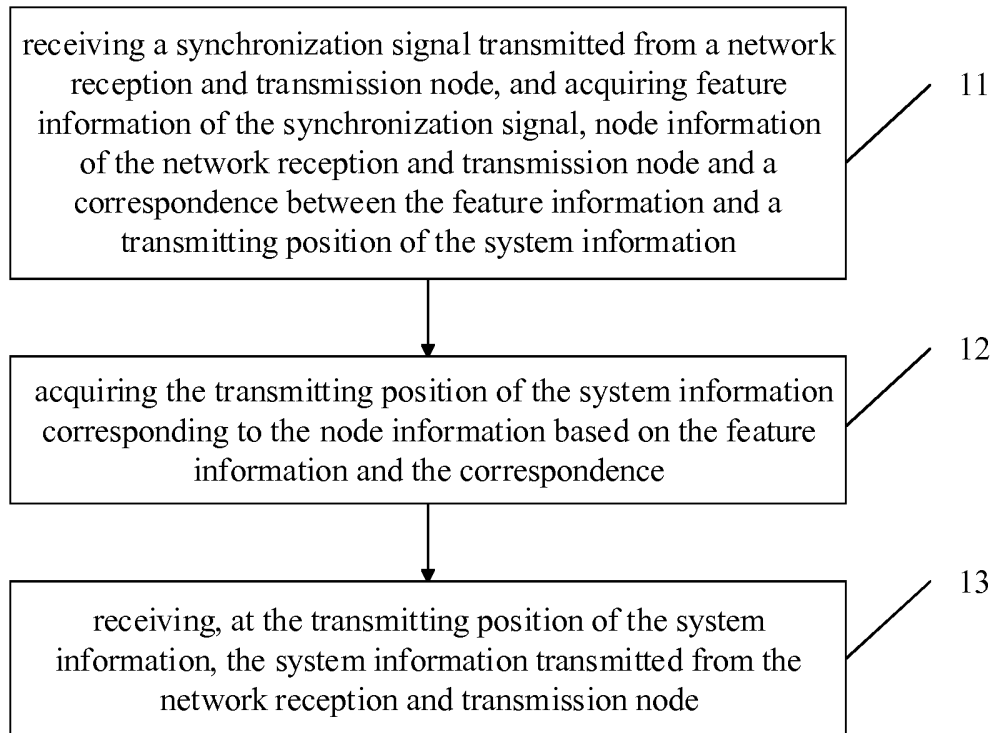 receiving a synchronization signal transmitted from a network
reception and transmission node, and acquiring feature
information of the synchronization signal, node information
of the network reception and transmission node and a
correspondence between the feature information and a
transmitting position of the system information
11
acquiring the transmitting position of the system information
corresponding to the node information based on the feature
information and the correspondence
12
receiving, at the transmitting position of the system
information, the system information transmitted from the
network reception and transmission node
13